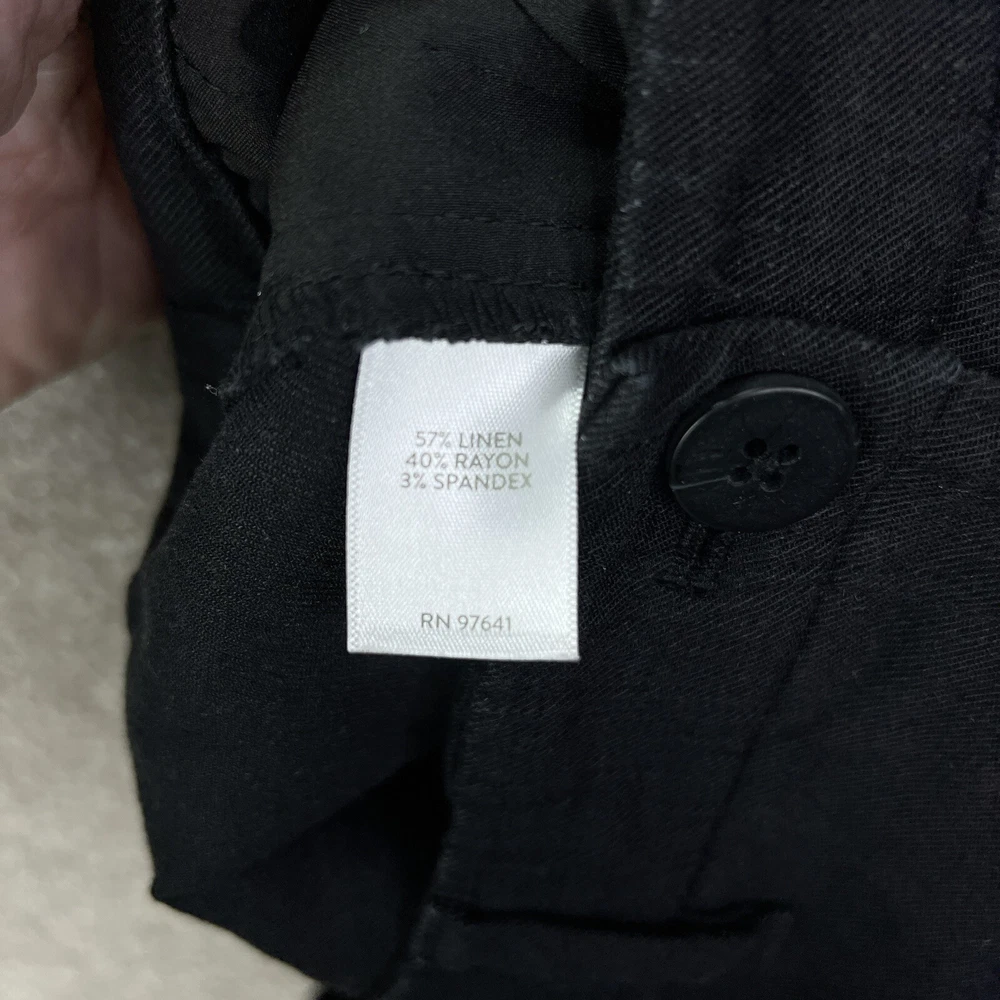 57% LINEN
40% RAYON
3% SPANDEX
RN 97641